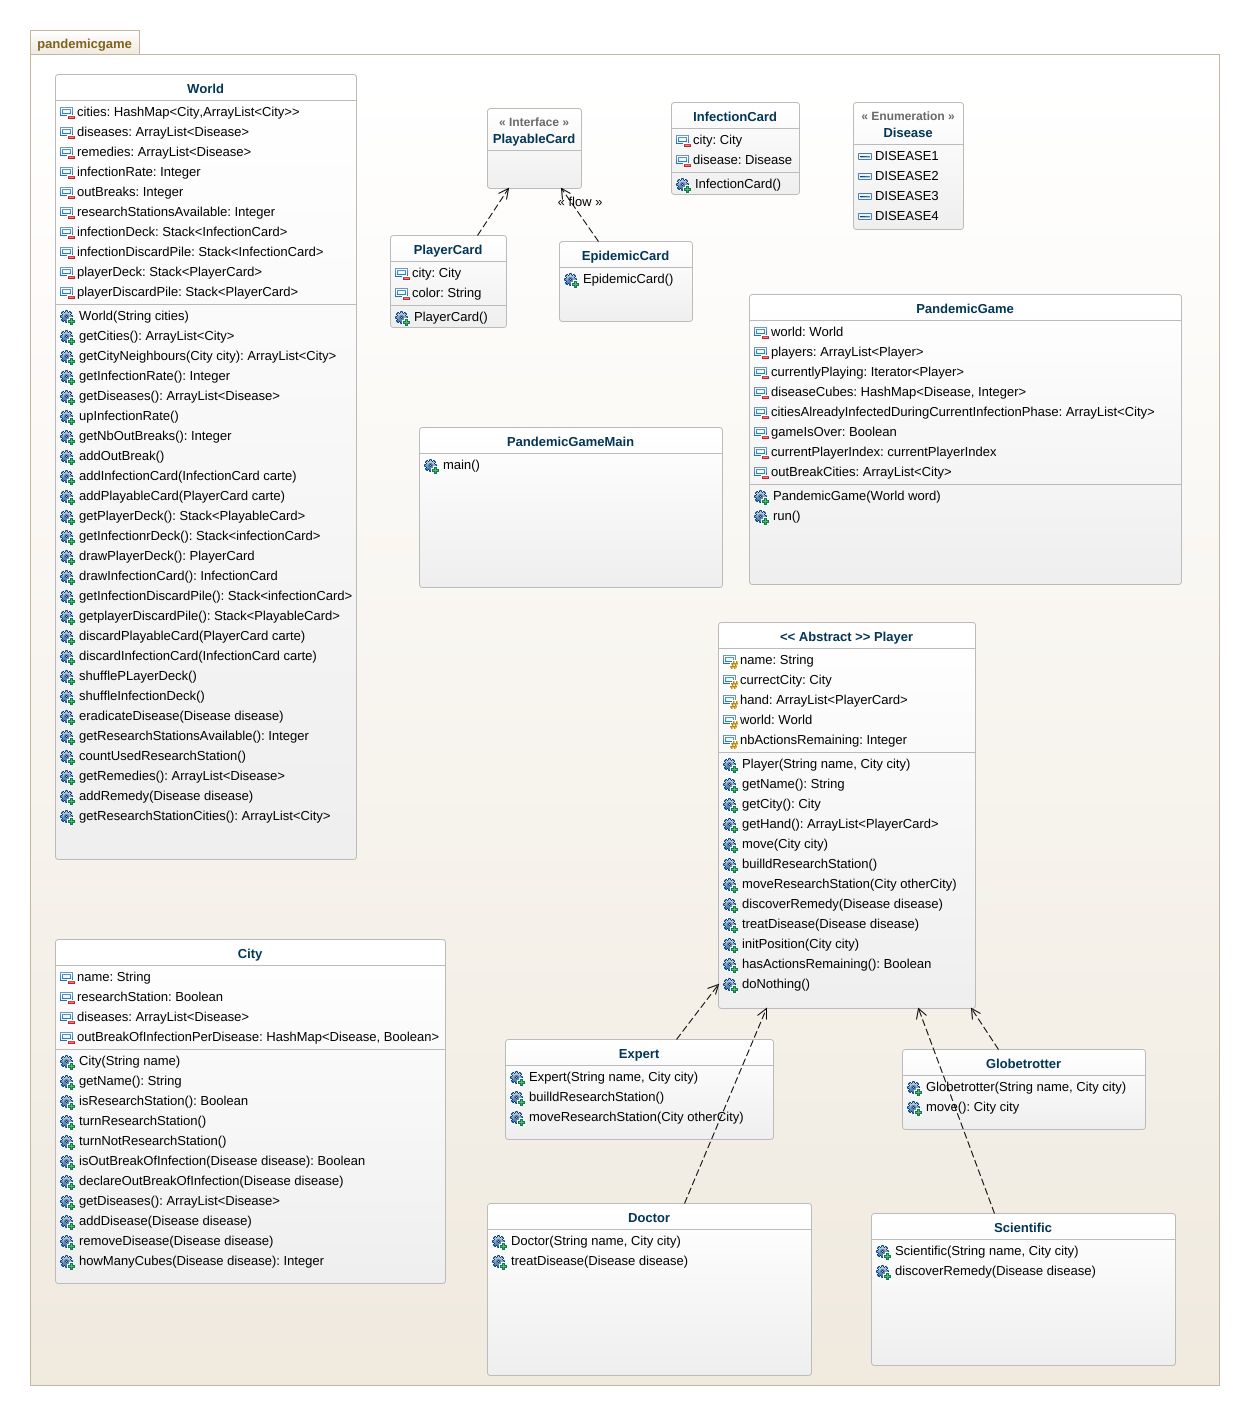 pandemicgame
World
cities: HashMap<City,ArrayList<City>>
diseases: ArrayList<Disease>
remedies: ArrayList<Disease>
infectionRate: Integer
outBreaks: Integer
researchStationsAvailable: Integer
infectionDeck: Stack<InfectionCard>
infectionDiscardPile: Stack<InfectionCard>
playerDeck: Stack<PlayerCard>
playerDiscardPile: Stack<PlayerCard>
World(String cities)
getCities(): ArrayList<City>
getCityNeighbours(City city): ArrayList<City>
getInfectionRate(): Integer
getDiseases(): ArrayList<Disease>
upInfectionRate()
getNbOutBreaks(): Integer
addOutBreak()
addInfectionCard(InfectionCard carte)
addPlayableCard(PlayerCard carte)
getPlayerDeck(): Stack<PlayableCard>
getInfectionrDeck(): Stack<infectionCard>
drawPlayerDeck(): PlayerCard
drawInfectionCard(): InfectionCard
getInfectionDiscardPile(): Stack<infectionCard>
getplayerDiscardPile(): Stack<PlayableCard>
discardPlayableCard(PlayerCard carte)
discardInfectionCard(InfectionCard carte)
shufflePLayerDeck()
shuffleInfectionDeck()
eradicateDisease(Disease disease)
getResearchStationsAvailable(): Integer
countUsedResearchStation()
getRemedies(): ArrayList<Disease>
addRemedy(Disease disease)
getResearchStationCities(): ArrayList<City>
« Interface »
PlayableCard
« flow »
InfectionCard
city: City
disease: Disease
InfectionCard()
« Enumeration »
Disease
DISEASE1
DISEASE2
DISEASE3
DISEASE4
PlayerCard
city: City
color: String
PlayerCard()
EpidemicCard
EpidemicCard()
PandemicGame
world: World
players: ArrayList<Player>
currentlyPlaying: Iterator<Player>
diseaseCubes: HashMap<Disease, Integer>
citiesAlreadyInfectedDuringCurrentInfectionPhase: ArrayList<City>
gameIsOver: Boolean
currentPlayerIndex: currentPlayerIndex
outBreakCities: ArrayList<City>
PandemicGame(World word)
run()
PandemicGameMain
main()
<< Abstract >> Player
name: String
currectCity: City
hand: ArrayList<PlayerCard>
world: World
nbActionsRemaining: Integer
Player(String name, City city)
getName(): String
getCity(): City
getHand(): ArrayList<PlayerCard>
move(City city)
builldResearchStation()
moveResearchStation(City otherCity)
discoverRemedy(Disease disease)
treatDisease(Disease disease)
initPosition(City city)
hasActionsRemaining(): Boolean
doNothing()
City
name: String
researchStation: Boolean
diseases: ArrayList<Disease>
outBreakOfInfectionPerDisease: HashMap<Disease, Boolean>
City(String name)
getName(): String
isResearchStation(): Boolean
turnResearchStation()
turnNotResearchStation()
isOutBreakOfInfection(Disease disease): Boolean
declareOutBreakOfInfection(Disease disease)
getDiseases(): ArrayList<Disease>
addDisease(Disease disease)
removeDisease(Disease disease)
howManyCubes(Disease disease): Integer
Expert
Expert(String name, City city)
builldResearchStation()
moveResearchStation(City otherCity)
Globetrotter
Globetrotter(String name, City city)
move(): City city
Doctor
Doctor(String name, City city)
treatDisease(Disease disease)
Scientific
Scientific(String name, City city)
discoverRemedy(Disease disease)